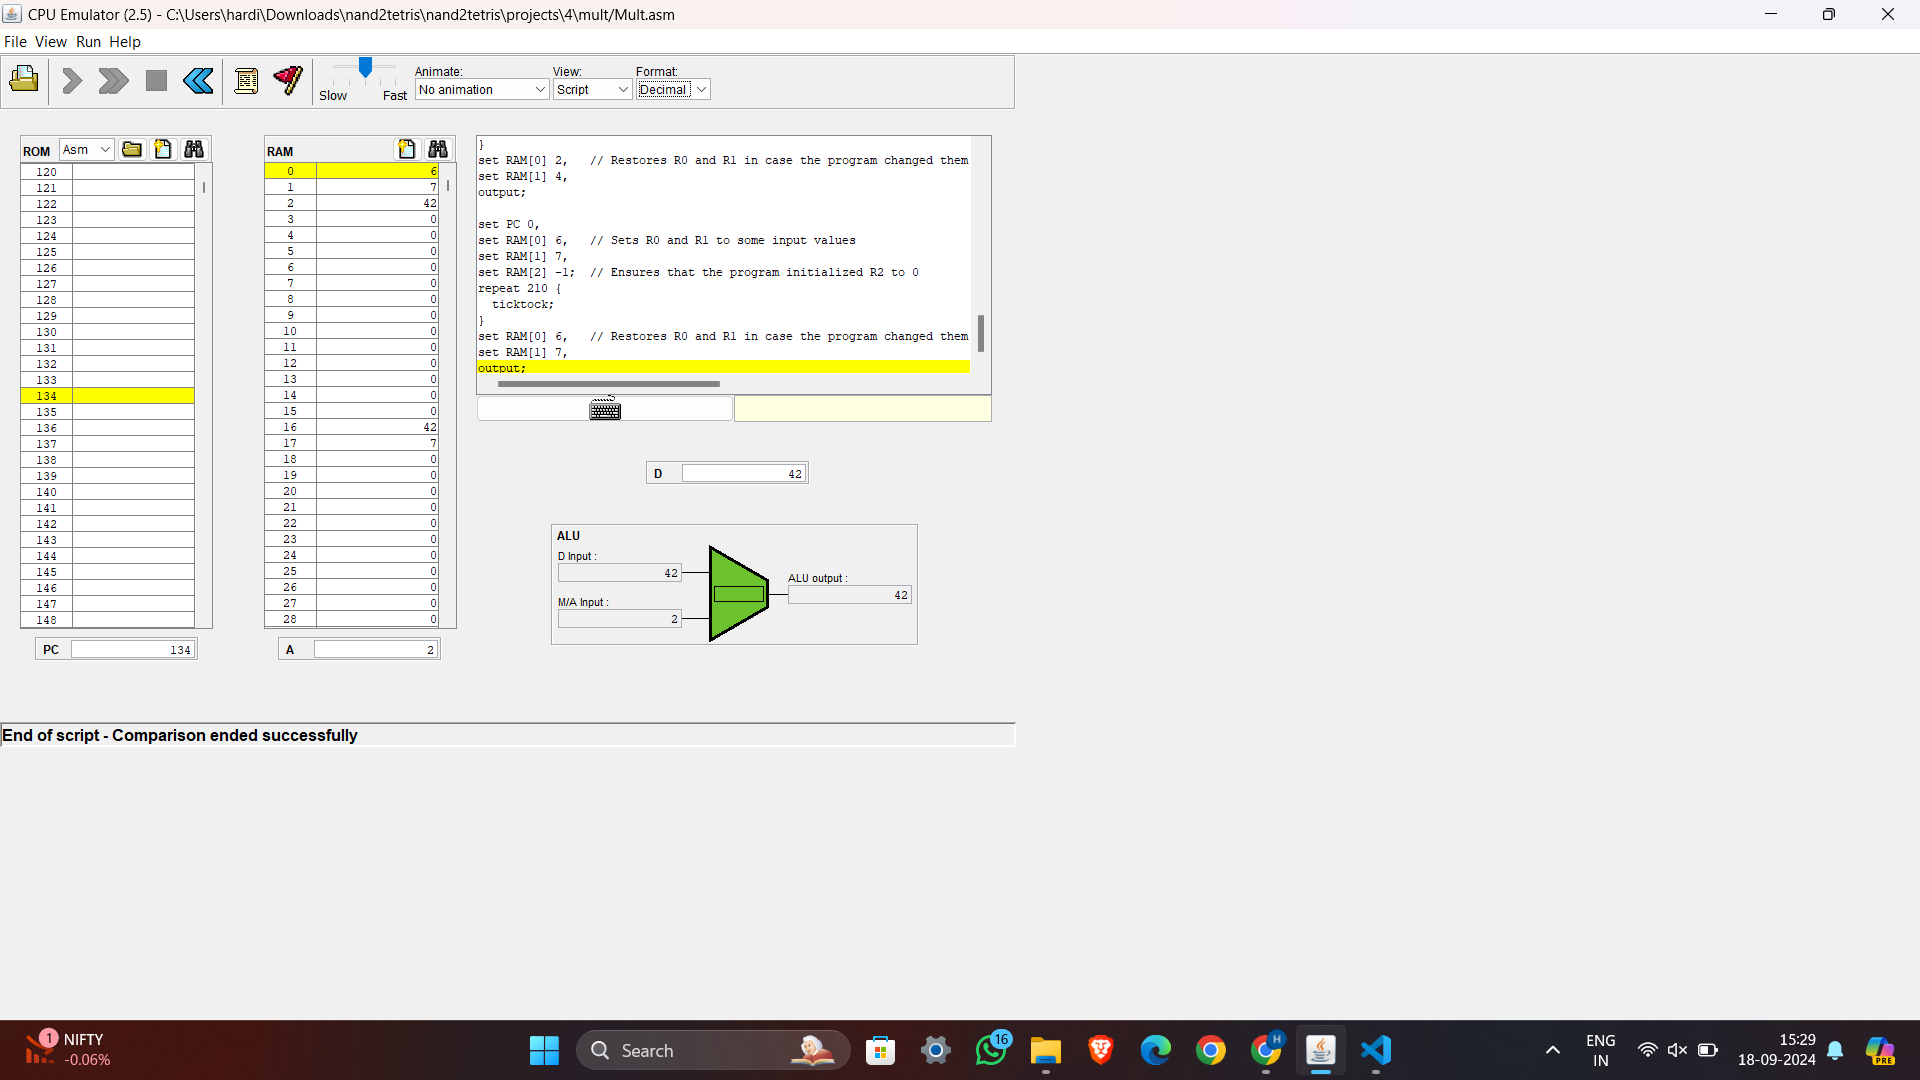 CPU Emulator (2.5) - C:\Users\hardi\Downloads\nand2tetris\nand2tetris\projects\4\mult/Mult.asm
File View Run Help
Slow
Fast
Animate:
No animation
View:
Script
Format:
Decimal
ROM Asm
120
121
122
123
124
125
126
127
128
129
130
131
132
133
134
135
136
137
138
139
140
141
142
143
144
145
146
147
148
PC 134
RAM
0 6
1 7
2 42
3 0
4 0
5 0
6 0
7 0
8 0
9 0
10 0
11 0
12 0
13 0
14 0
15 0
16 42
17 7
18 0
19 0
20 0
21 0
22 0
23 0
24 0
25 0
26 0
27 0
28 0
A 2
}
set RAM[0] 2, // Restores R0 and R1 in case the program changed them
set RAM[1] 4,
output;
set PC 0,
set RAM[0] 6, // Sets R0 and R1 to some input values
set RAM[1] 7,
set RAM[2] -1; // Ensures that the program initialized R2 to 0
repeat 210 {
ticktock;
}
set RAM[0] 6, // Restores R0 and R1 in case the program changed them
set RAM[1] 7,
output;
D 42
ALU
D Input :
42
M/A Input :
2
ALU output :
42
End of script - Comparison ended successfully
1
NIFTY
-0.06%
Search
16
H
ENG
IN
15:29
18-09-2024
PRE